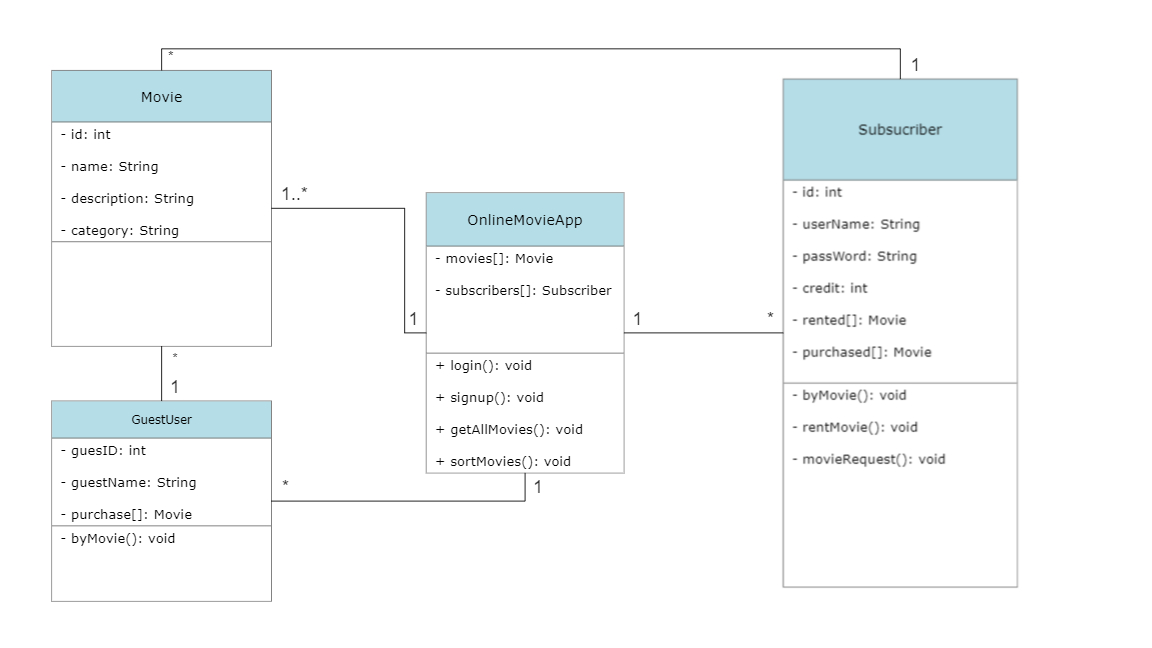 *
1
Movie
- id: int
- name: String
- description: String
- category: String
1..*
1
OnlineMovieApp
- movies[]: Movie
- subscribers[]: Subscriber
+ login(): void
+ signup(): void
+ getAllMovies(): void
+ sortMovies(): void
1
*
Subsucriber
- id: int
- userName: String
- passWord: String
- credit: int
- rented[]: Movie
- purchased[]: Movie
- byMovie(): void
- rentMovie(): void
- movieRequest(): void
*
1
GuestUser
- guesID: int
- guestName: String
- purchase[]: Movie
- byMovie(): void
*
1